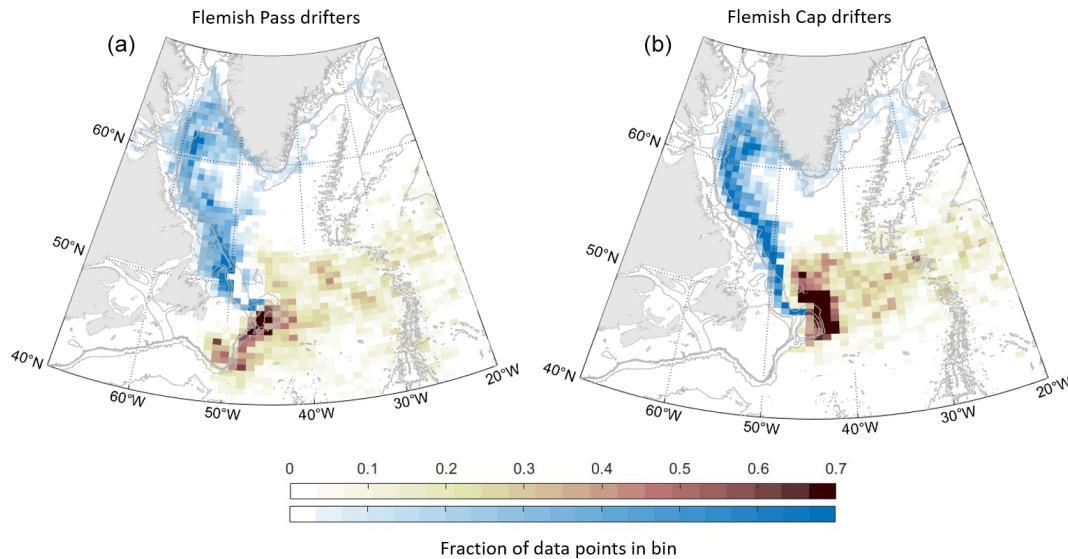 Flemish Pass drifters
Flemish Cap drifters
(a)
(b)
60°N
60°N
50°N
50°N
40°N
40°N
60°W
50°W
40°W
30°W
20°W
60°W
50°W
40°W
30°W
20°W
0 0.1 0.2 0.3 0.4 0.5 0.6 0.7
Fraction of data points in bin